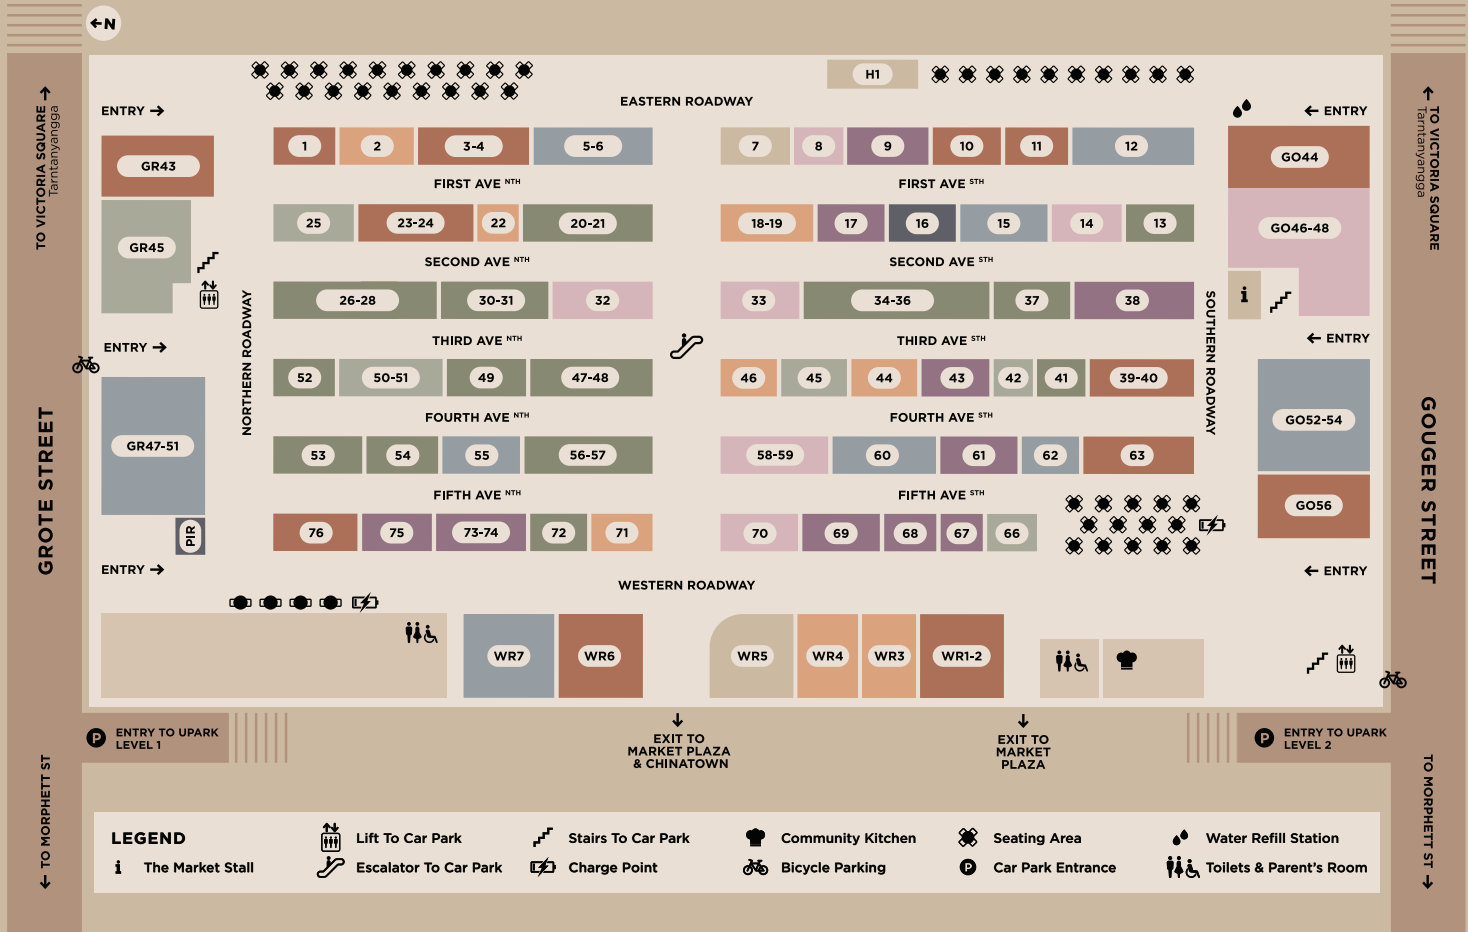 N
H1
EASTERN ROADWAY
ENTRY
ENTRY
TO VICTORIA SQUARE
Tarntanyangga
TO VICTORIA SQUARE
Tarntanyangga
GR43
1
2
3-4
5-6
7
8
9
10
11
12
GO44
FIRST AVE NTH
FIRST AVE STH
25
23-24
22
20-21
18-19
17
16
15
14
13
GR45
GO46-48
SECOND AVE NTH
SECOND AVE STH
26-28
30-31
32
33
34-36
37
38
i
NORTHERN ROADWAY
SOUTHERN ROADWAY
ENTRY
THIRD AVE NTH
THIRD AVE STH
ENTRY
52
50-51
49
47-48
46
45
44
43
42
41
39-40
FOURTH AVE NTH
FOURTH AVE STH
GR47-51
GO52-54
53
54
55
56-57
58-59
60
61
62
63
FIFTH AVE NTH
FIFTH AVE STH
GROTE STREET
GOUGER STREET
GO56
PIR
76
75
73-74
72
71
70
69
68
67
66
ENTRY
WESTERN ROADWAY
ENTRY
WR7
WR6
WR5
WR4
WR3
WR1-2
P
ENTRY TO UPARK
LEVEL 1
EXIT TO
MARKET PLAZA
& CHINATOWN
EXIT TO
MARKET
PLAZA
P
ENTRY TO UPARK
LEVEL 2
TO MORPHETT ST
TO MORPHETT ST
LEGEND
Lift To Car Park
Stairs To Car Park
Community Kitchen
Seating Area
Water Refill Station
i
The Market Stall
Escalator To Car Park
Charge Point
Bicycle Parking
P
Car Park Entrance
Toilets & Parent's Room